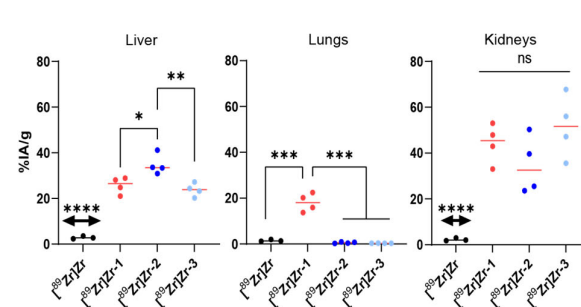 Liver
Lungs
Kidneys
ns
%IA/g
80
60
40
20
0
****
*
**
[⁸⁹Zr]Zr
[⁸⁹Zr]Zr-1
[⁸⁹Zr]Zr-2
[⁸⁹Zr]Zr-3
80
60
40
20
0
***
***
[⁸⁹Zr]Zr
[⁸⁹Zr]Zr-1
[⁸⁹Zr]Zr-2
[⁸⁹Zr]Zr-3
80
60
40
20
0
****
[⁸⁹Zr]Zr
[⁸⁹Zr]Zr-1
[⁸⁹Zr]Zr-2
[⁸⁹Zr]Zr-3